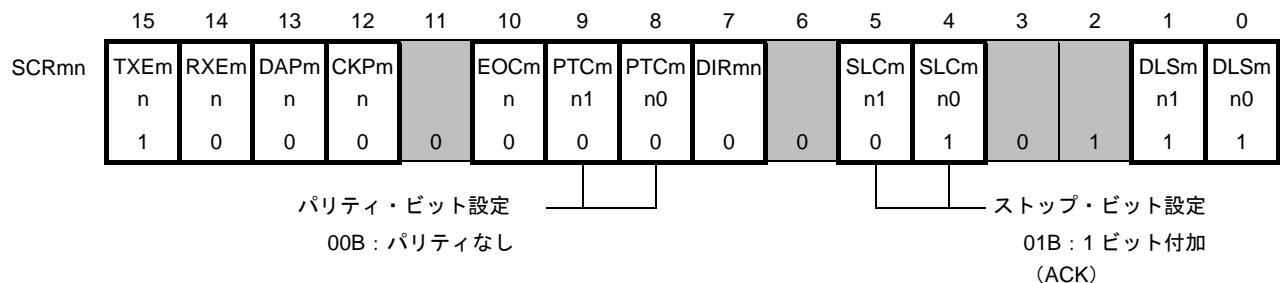 15 14 13 12 11 10 9 8 7 6 5 4 3 2 1 0
SCRmn TXEm RXEm DAPm CKPm EOCm PTCm PTCm DIRmn SLCm SLCm DLSm DLSm
n n n n n n1 n0 n1 n0 n1 n0
1 0 0 0 0 0 0 0 0 0 0 1 0 1 1 1
パリティ・ビット設定 ストップ・ビット設定
00B：パリティなし 01B：1 ビット付加
（ACK）